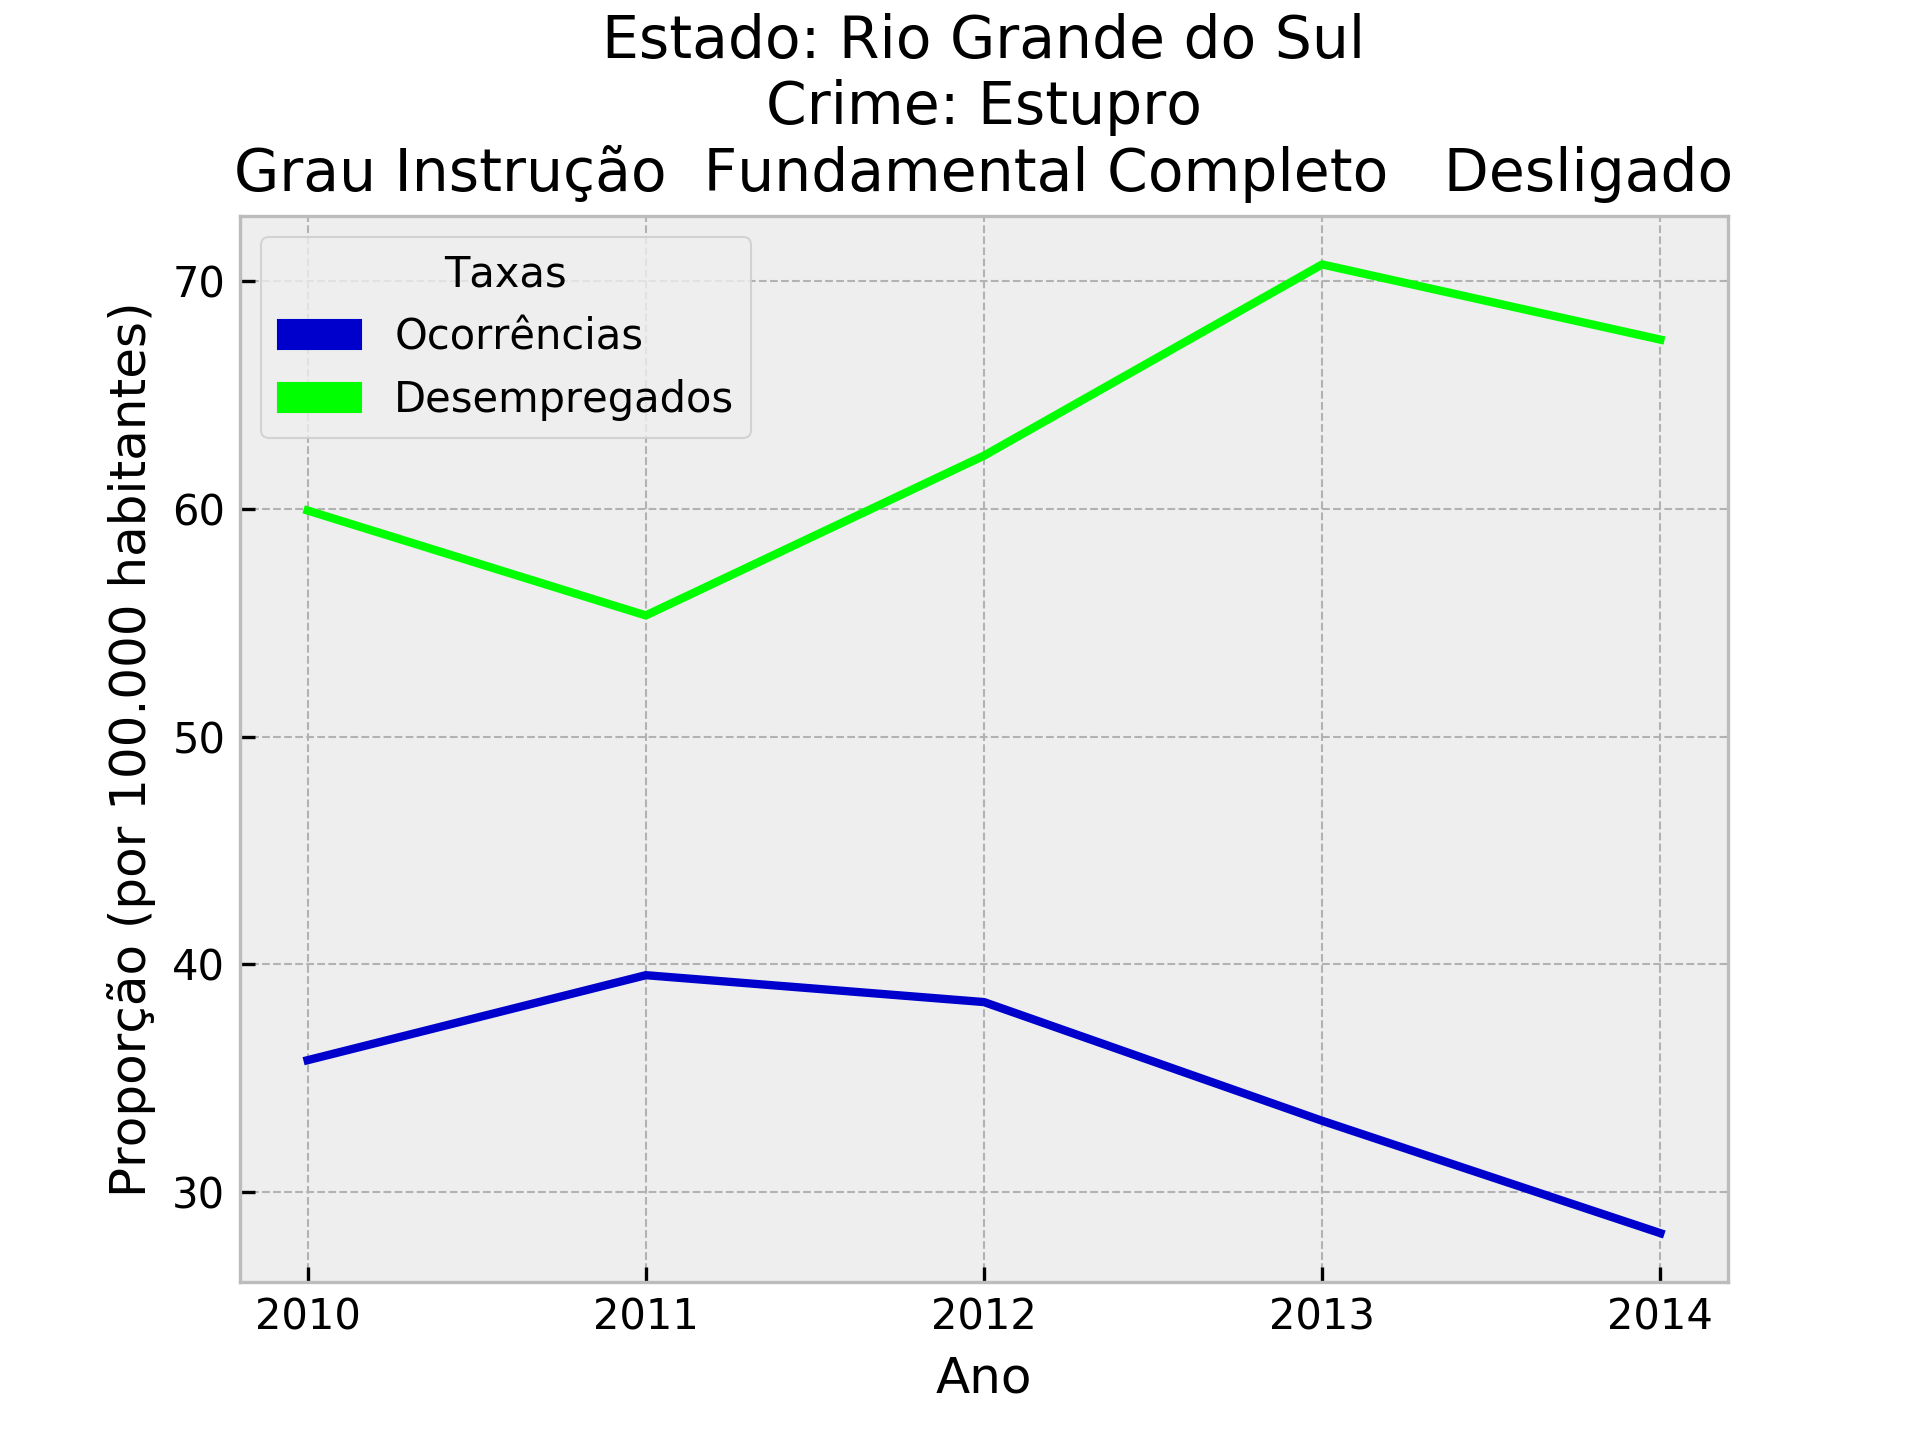 Estado: Rio Grande do Sul
Crime: Estupro
Grau Instrução  Fundamental Completo   Desligado
Taxas
Ocorrências
Desempregados
Proporção (por 100.000 habitantes)
70
60
50
40
30
2010 2011 2012 2013 2014
Ano